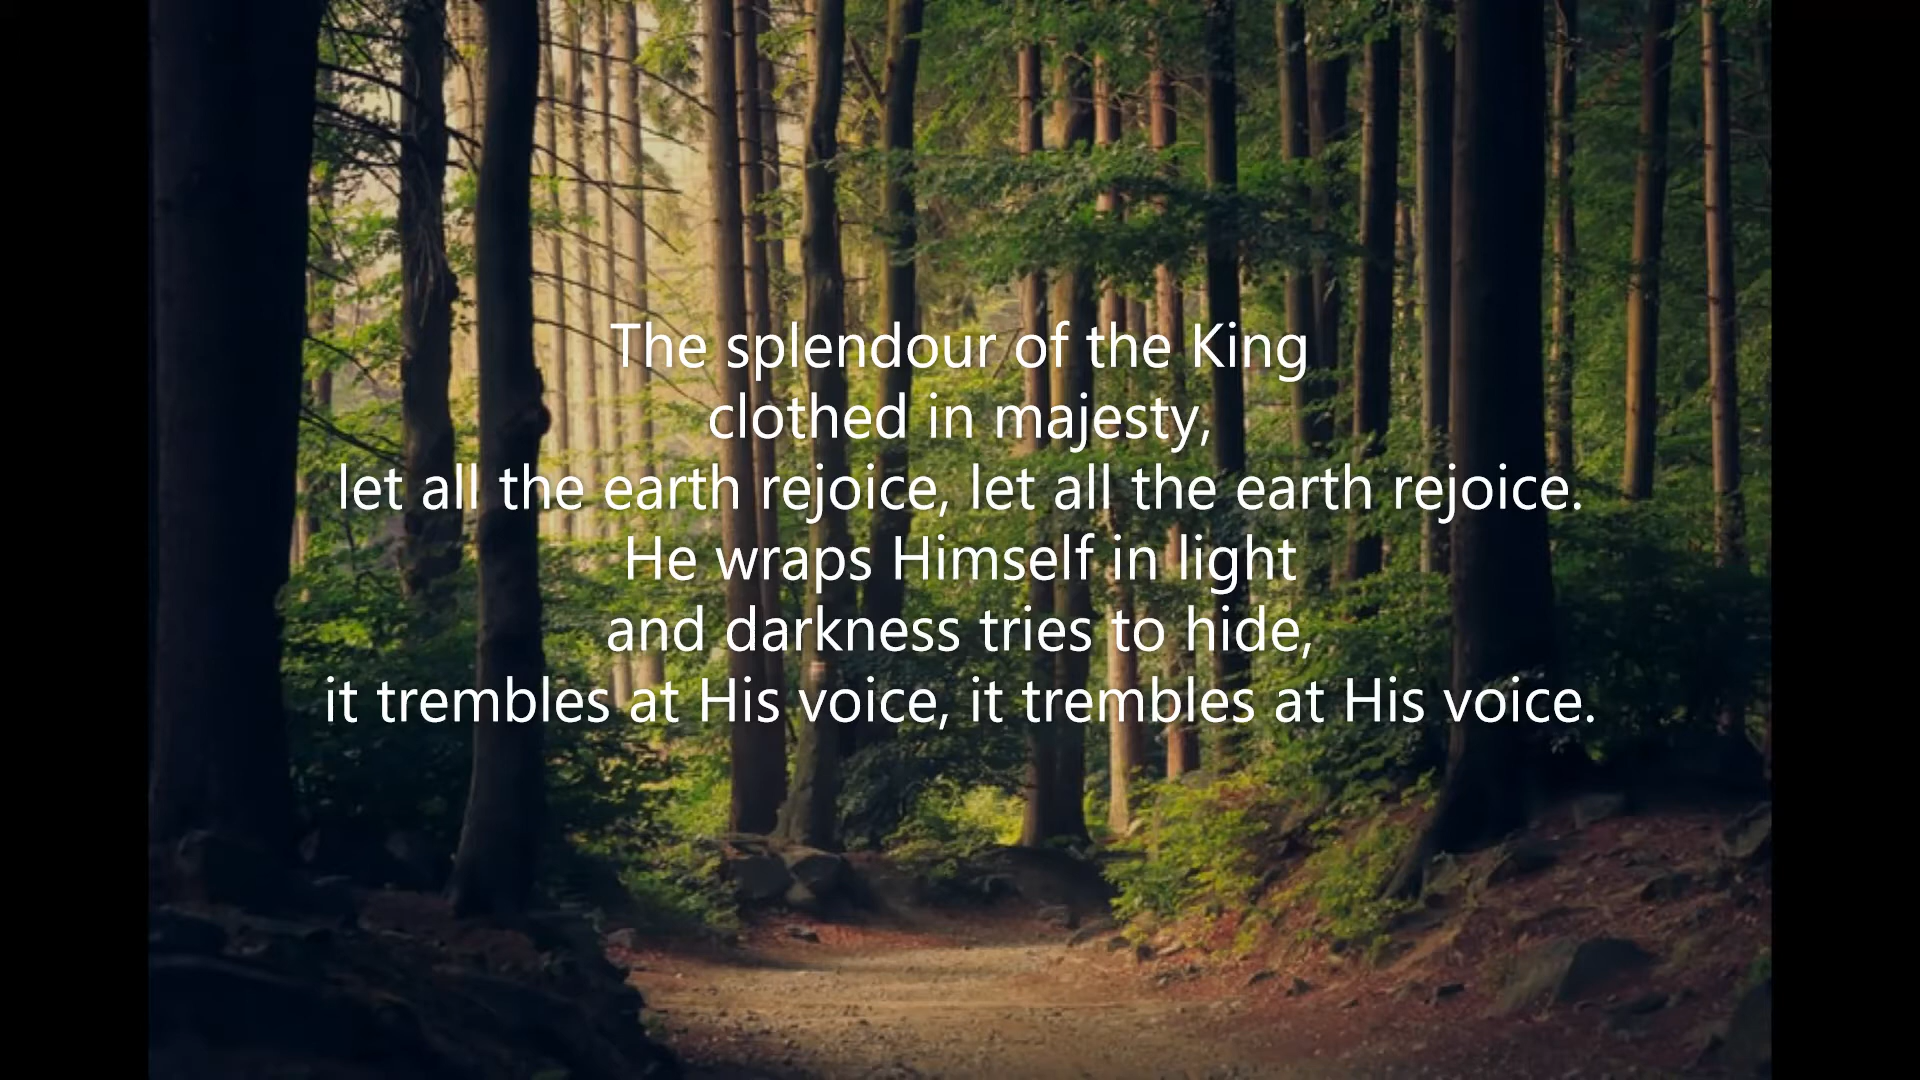 The splendour of the King
clothed in majesty,
let all the earth rejoice, let all the earth rejoice.
He wraps Himself in light
and darkness tries to hide,
it trembles at His voice, it trembles at His voice.